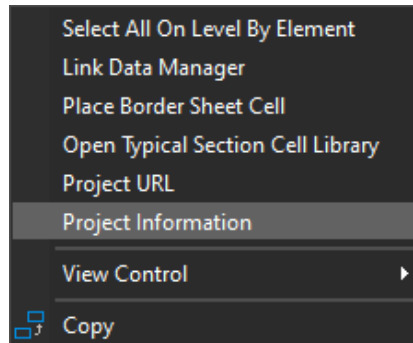 Select All On Level By Element
Link Data Manager
Place Border Sheet Cell
Open Typical Section Cell Library
Project URL
Project Information
View Control
Copy